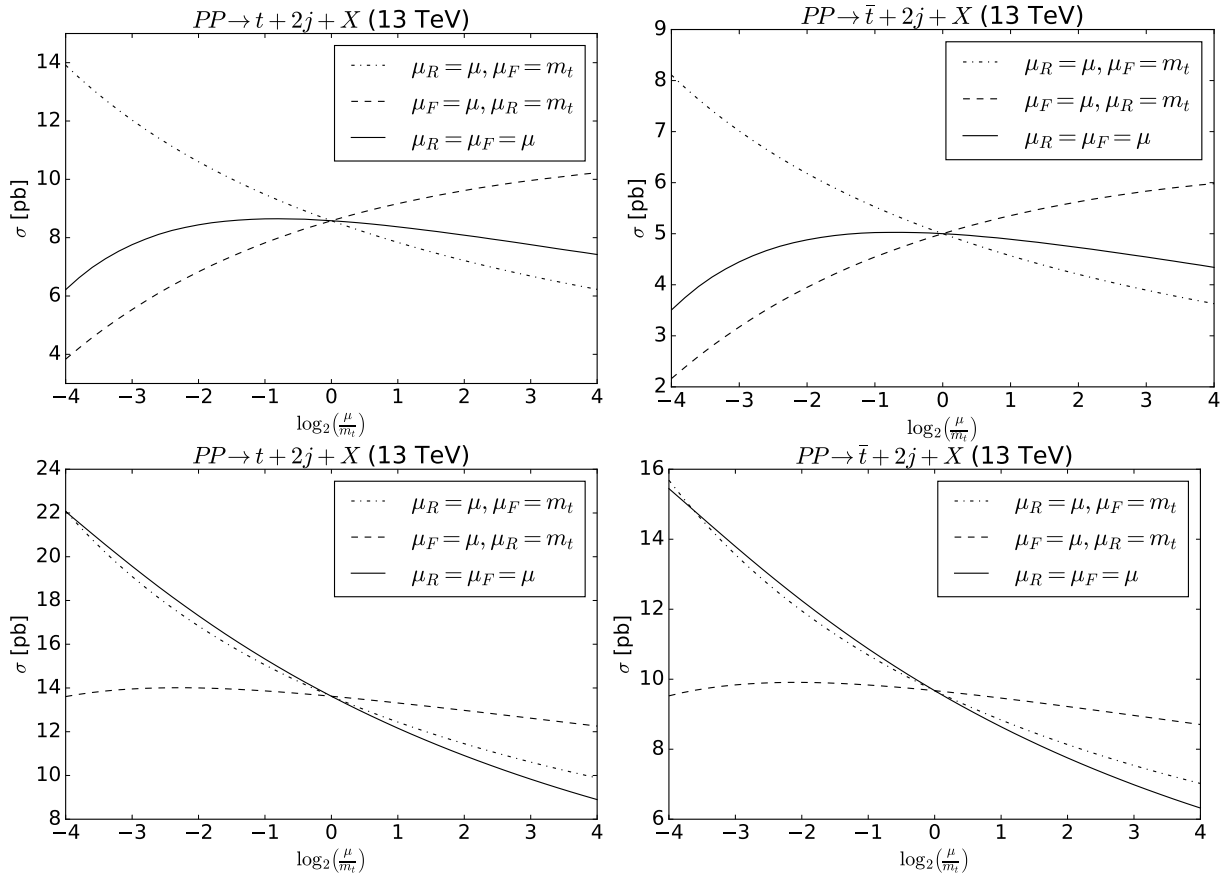 PP → t + 2j + X (13 TeV)
σ [pb]
14
12
10
8
6
4
μ_R = μ, μ_F = m_t
μ_F = μ, μ_R = m_t
μ_R = μ_F = μ
−4 −3 −2 −1 0 1 2 3 4
log₂(μ/m_t)
PP → t̄ + 2j + X (13 TeV)
σ [pb]
9
8
7
6
5
4
3
2
μ_R = μ, μ_F = m_t
μ_F = μ, μ_R = m_t
μ_R = μ_F = μ
−4 −3 −2 −1 0 1 2 3 4
log₂(μ/m_t)
PP → t + 2j + X (13 TeV)
σ [pb]
24
22
20
18
16
14
12
10
8
μ_R = μ, μ_F = m_t
μ_F = μ, μ_R = m_t
μ_R = μ_F = μ
−4 −3 −2 −1 0 1 2 3 4
log₂(μ/m_t)
PP → t̄ + 2j + X (13 TeV)
σ [pb]
16
14
12
10
8
6
μ_R = μ, μ_F = m_t
μ_F = μ, μ_R = m_t
μ_R = μ_F = μ
−4 −3 −2 −1 0 1 2 3 4
log₂(μ/m_t)